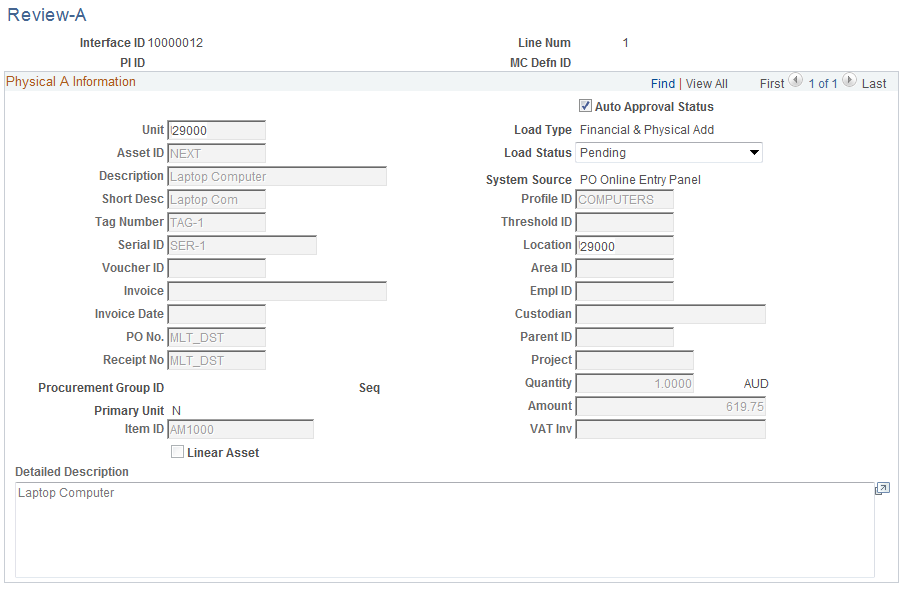 Review-A
Interface ID 10000012 Line Num 1
PI ID MC Defn ID
Physical A Information Find | View All First 1 of 1 Last
Auto Approval Status
Unit 29000 Load Type Financial & Physical Add
Asset ID NEXT Load Status Pending
Description Laptop Computer System Source PO Online Entry Panel
Short Desc Laptop Com Profile ID COMPUTERS
Tag Number TAG-1 Threshold ID
Serial ID SER-1 Location 29000
Voucher ID Area ID
Invoice Empl ID
Invoice Date Custodian
PO No. MLT_DST Parent ID
Receipt No MLT_DST Project
Procurement Group ID Seq Quantity 1.0000 AUD
Primary Unit N Amount 619.75
Item ID AM1000 VAT Inv
Linear Asset
Detailed Description
Laptop Computer